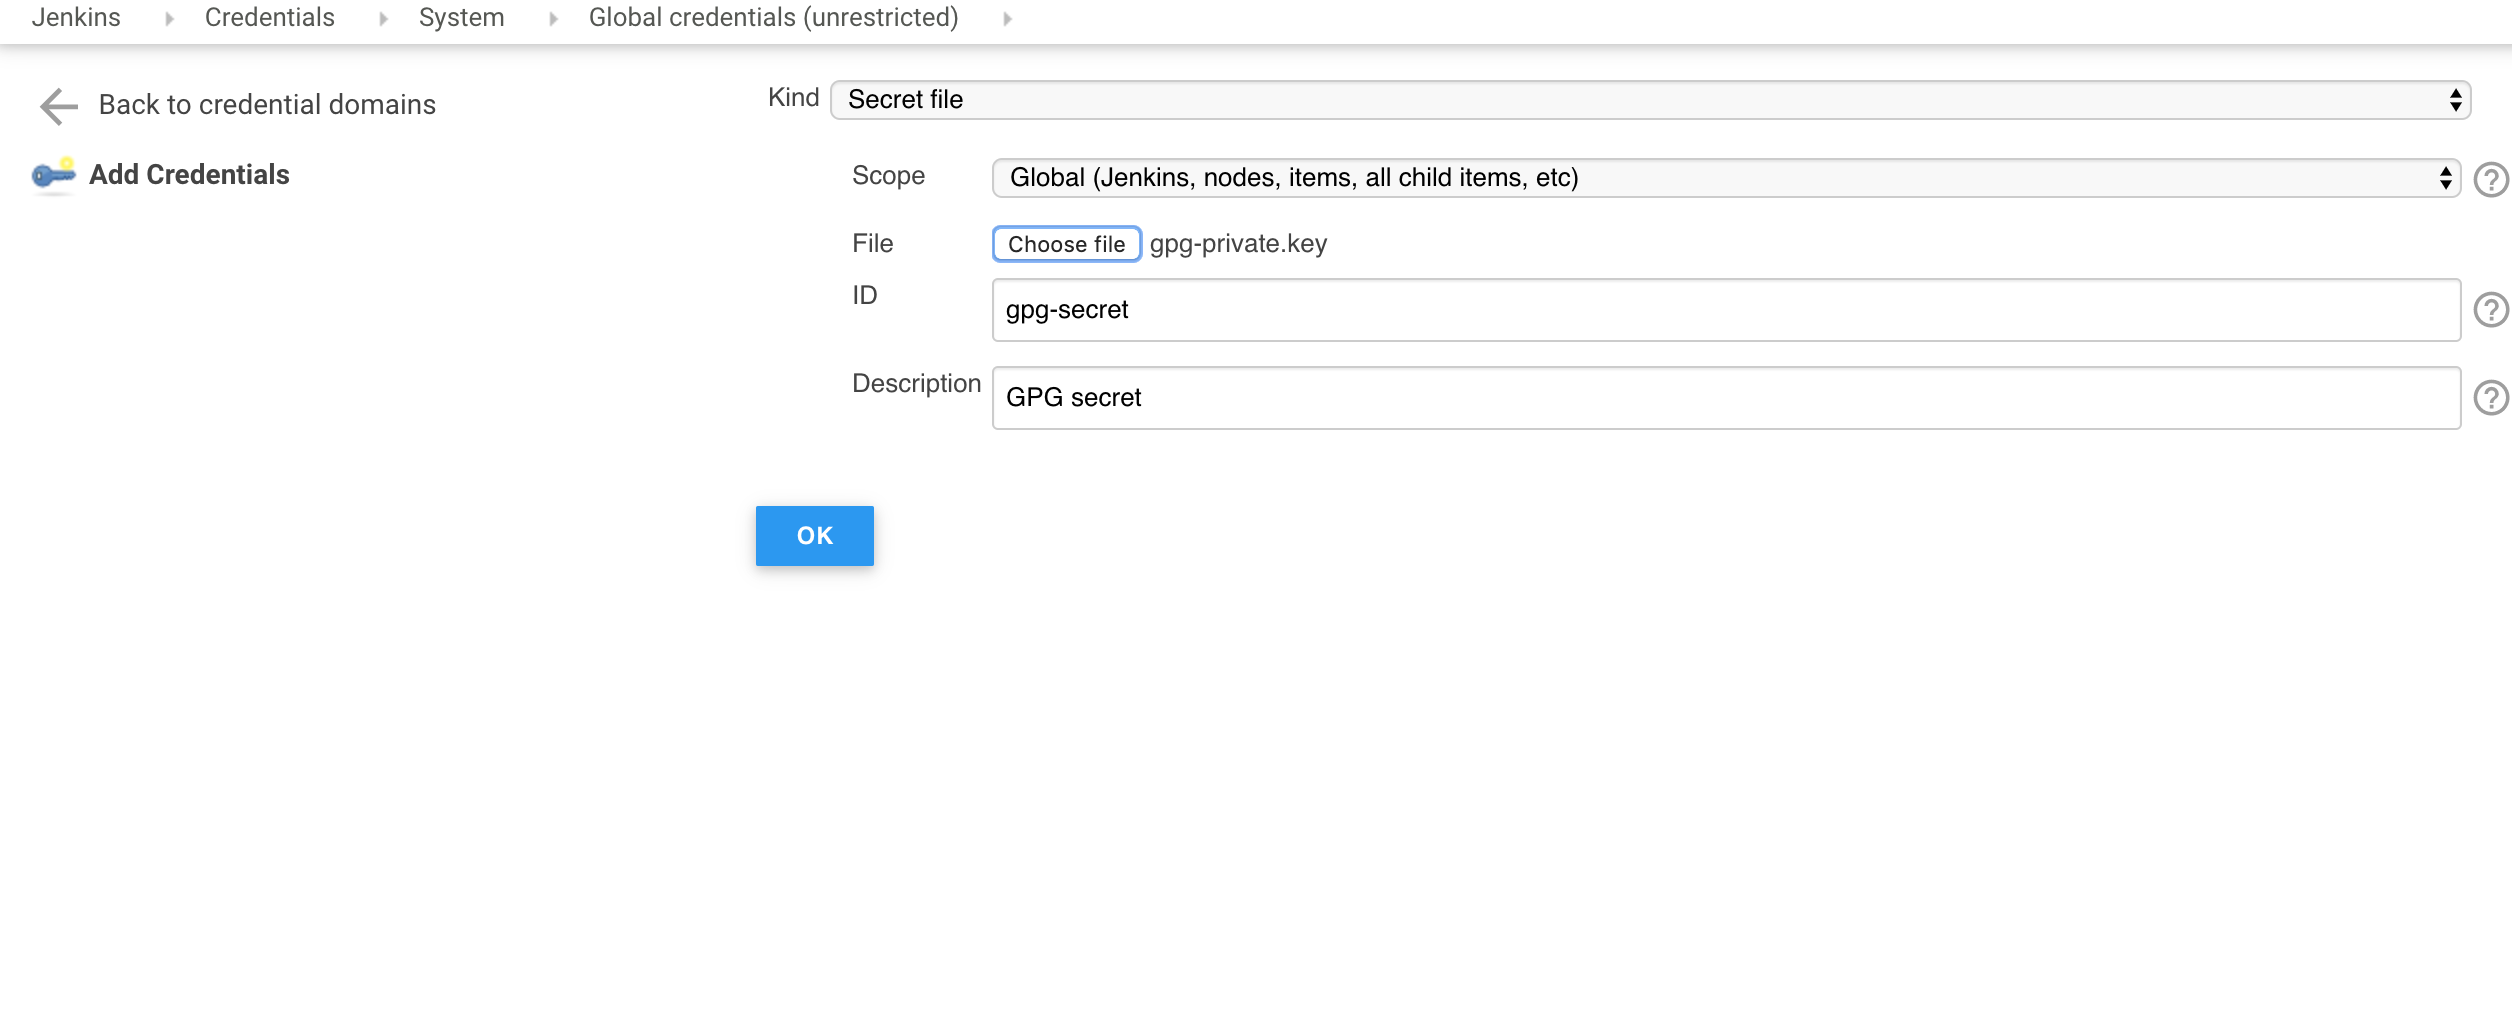 Jenkins Credentials System Global credentials (unrestricted)
Back to credential domains
Add Credentials
Kind Secret file
Scope Global (Jenkins, nodes, items, all child items, etc) ?
File Choose file gpg-private.key
ID gpg-secret ?
Description GPG secret ?
OK